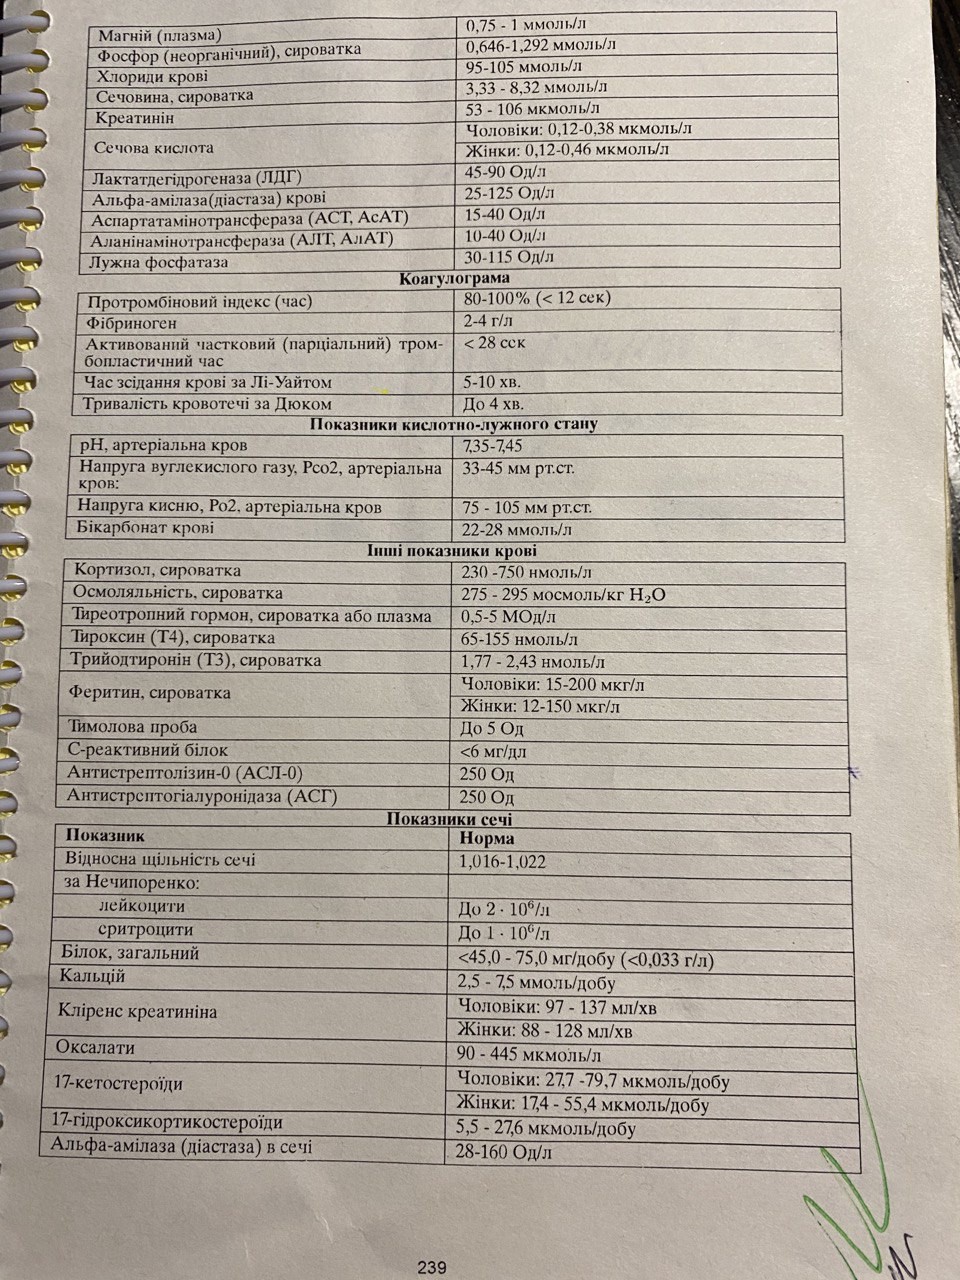 Магній (плазма) 0,75 - 1 ммоль/л
Фосфор (неорганічний), сироватка 0,646-1,292 ммоль/л
Хлориди крові 95-105 ммоль/л
Сечовина, сироватка 3,33 - 8,32 ммоль/л
Креатинін 53 - 106 мкмоль/л
Сечова кислота Чоловіки: 0,12-0,38 мкмоль/л
Жінки: 0,12-0,46 мкмоль/л
Лактатдегідрогеназа (ЛДГ) 45-90 Од/л
Альфа-амілаза(діастаза) крові 25-125 Од/л
Аспартатамінотрансфераза (АСТ, АсАТ) 15-40 Од/л
Аланінамінотрансфераза (АЛТ, АлАТ) 10-40 Од/л
Лужна фосфатаза 30-115 Од/л
Коагулограма
Протромбіновий індекс (час) 80-100% (< 12 сек)
Фібриноген 2-4 г/л
Активований частковий (парціальний) тром- < 28 сек
бопластичний час
Час зсідання крові за Лі-Уайтом 5-10 хв.
Тривалість кровотечі за Дюком До 4 хв.
Показники кислотно-лужного стану
pH, артеріальна кров 7,35-7,45
Напруга вуглекислого газу, Рсо2, артеріальна 33-45 мм рт.ст.
кров:
Напруга кисню, Ро2, артеріальна кров 75 - 105 мм рт.ст.
Бікарбонат крові 22-28 ммоль/л
Інші показники крові
Кортизол, сироватка 230 -750 нмоль/л
Осмоляльність, сироватка 275 - 295 мосмоль/кг H₂O
Тиреотропний гормон, сироватка або плазма 0,5-5 МОд/л
Тироксин (Т4), сироватка 65-155 нмоль/л
Трийодтиронін (Т3), сироватка 1,77 - 2,43 нмоль/л
Феритин, сироватка Чоловіки: 15-200 мкг/л
Жінки: 12-150 мкг/л
Тимолова проба До 5 Од
С-реактивний білок <6 мг/дл
Антистрептолізин-0 (АСЛ-0) 250 Од
Антистрептогіалуронідаза (АСГ) 250 Од
Показники сечі
Показник Норма
Відносна щільність сечі 1,016-1,022
за Нечипоренко:
лейкоцити До 2 · 10⁶/л
еритроцити До 1 · 10⁶/л
Білок, загальний <45,0 - 75,0 мг/добу (<0,033 г/л)
Кальцій 2,5 - 7,5 ммоль/добу
Кліренс креатиніна Чоловіки: 97 - 137 мл/хв
Жінки: 88 - 128 мл/хв
Оксалати 90 - 445 мкмоль/л
17-кетостероїди Чоловіки: 27,7 -79,7 мкмоль/добу
Жінки: 17,4 - 55,4 мкмоль/добу
17-гідроксикортикостероїди 5,5 - 27,6 мкмоль/добу
Альфа-амілаза (діастаза) в сечі 28-160 Од/л
239